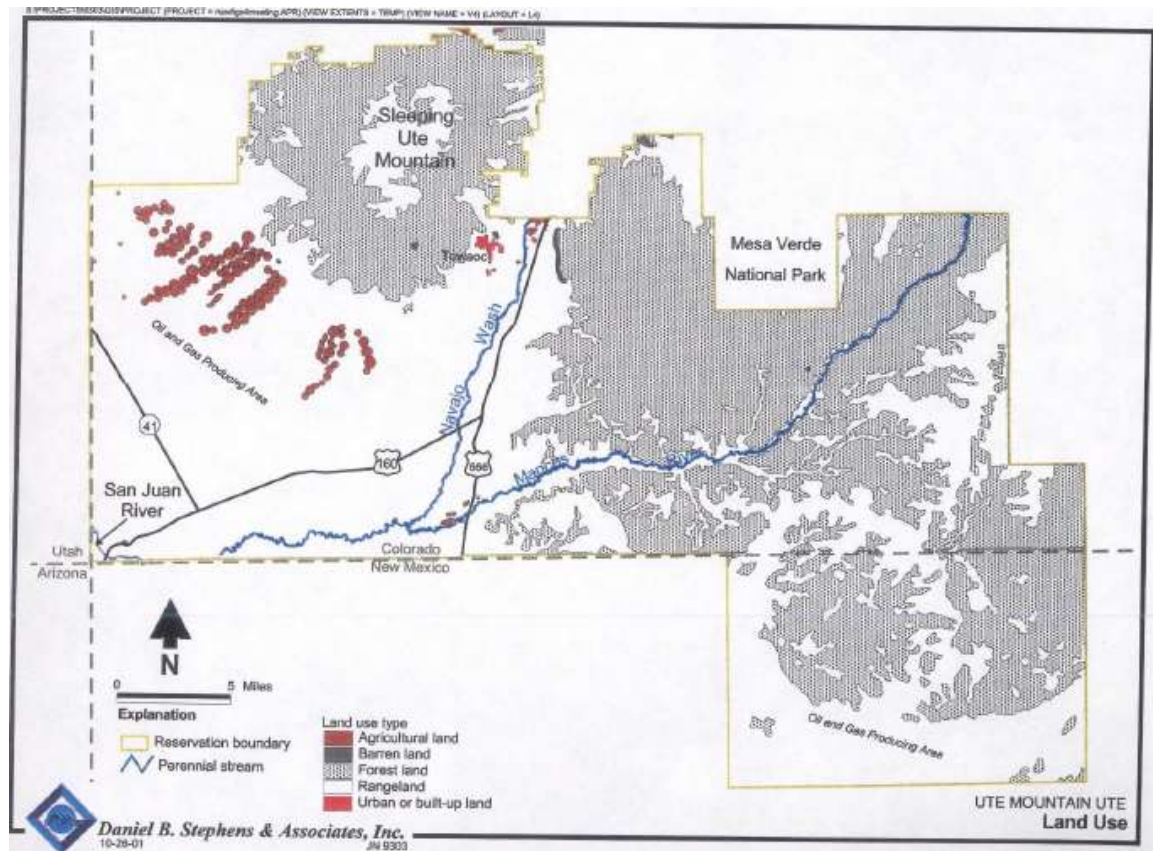 Sleeping
Ute
Mountain
Mesa Verde
National Park
Towaoc
Navajo Wash
Oil and Gas Producing Area
41
160
666
Mancos River
San Juan
River
Utah
Colorado
Arizona
New Mexico
N
0 5 Miles
Explanation
Reservation boundary
Perennial stream
Land use type
Agricultural land
Barren land
Forest land
Rangeland
Urban or built-up land
Oil and Gas Producing Area
UTE MOUNTAIN UTE
Land Use
Daniel B. Stephens & Associates, Inc.
10-26-01
JN 9303